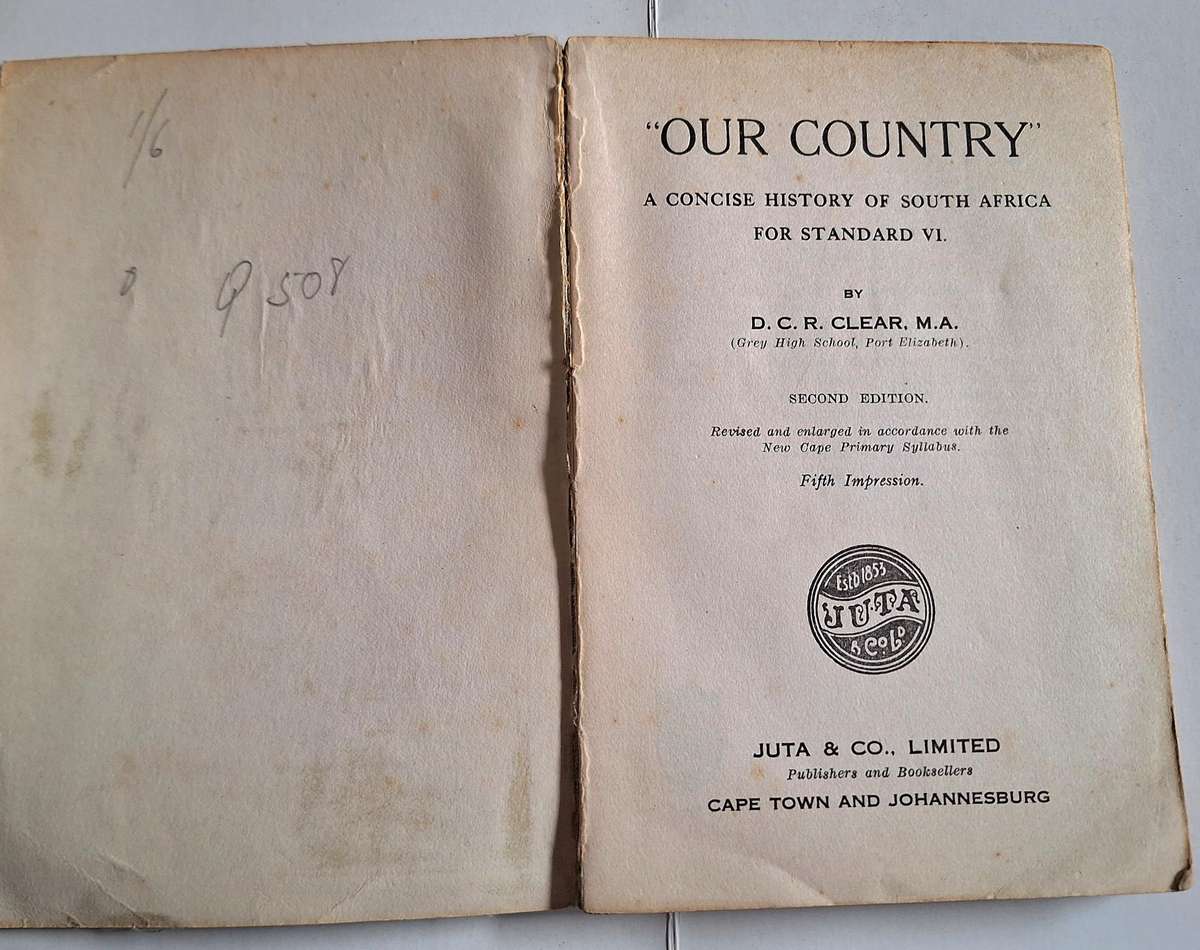 1/6
508
"OUR COUNTRY"
A CONCISE HISTORY OF SOUTH AFRICA
FOR STANDARD VI.
BY
D. C. R. CLEAR, M.A.
(Grey High School, Port Elizabeth).
SECOND EDITION.
Revised and enlarged in accordance with the
New Cape Primary Syllabus.
Fifth Impression.
Estd 1853
JUTA
& Co Ld
JUTA & CO., LIMITED
Publishers and Booksellers
CAPE TOWN AND JOHANNESBURG